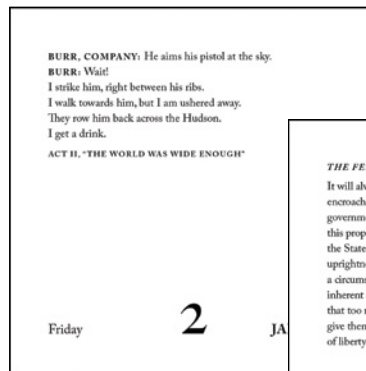 BURR, COMPANY: He aims his pistol at the sky.
BURR: Wait!
I strike him, right between his ribs.
I walk towards him, but I am ushered away.
They row him back across the Hudson.
I get a drink.
ACT II, "THE WORLD WAS WIDE ENOUGH"
Friday 2 JA
THE FE
It will al
encroach
governm
this prop
the State
uprightn
a circums
inherent
that too
give then
of liberty